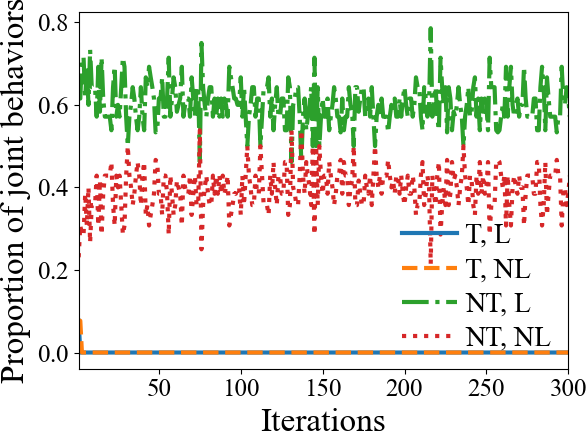 Proportion of joint behaviors
0.8
0.6
0.4
0.2
0.0
T, L
T, NL
NT, L
NT, NL
50 100 150 200 250 300
Iterations